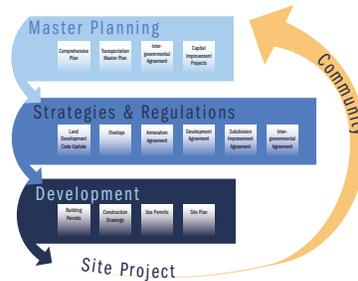 Master Planning
Comprehensive
Plan
Transportation
Master Plan
Inter-
governmental
Agreement
Capital
Improvement
Projects
Strategies & Regulations
Land
Development
Code Update
Overlays
Annexation
Agreement
Development
Agreement
Subdivision
Improvement
Agreement
Inter-
governmental
Agreement
Development
Building
Permits
Construction
Drawings
Use Permits
Site Plan
Site Project
Community